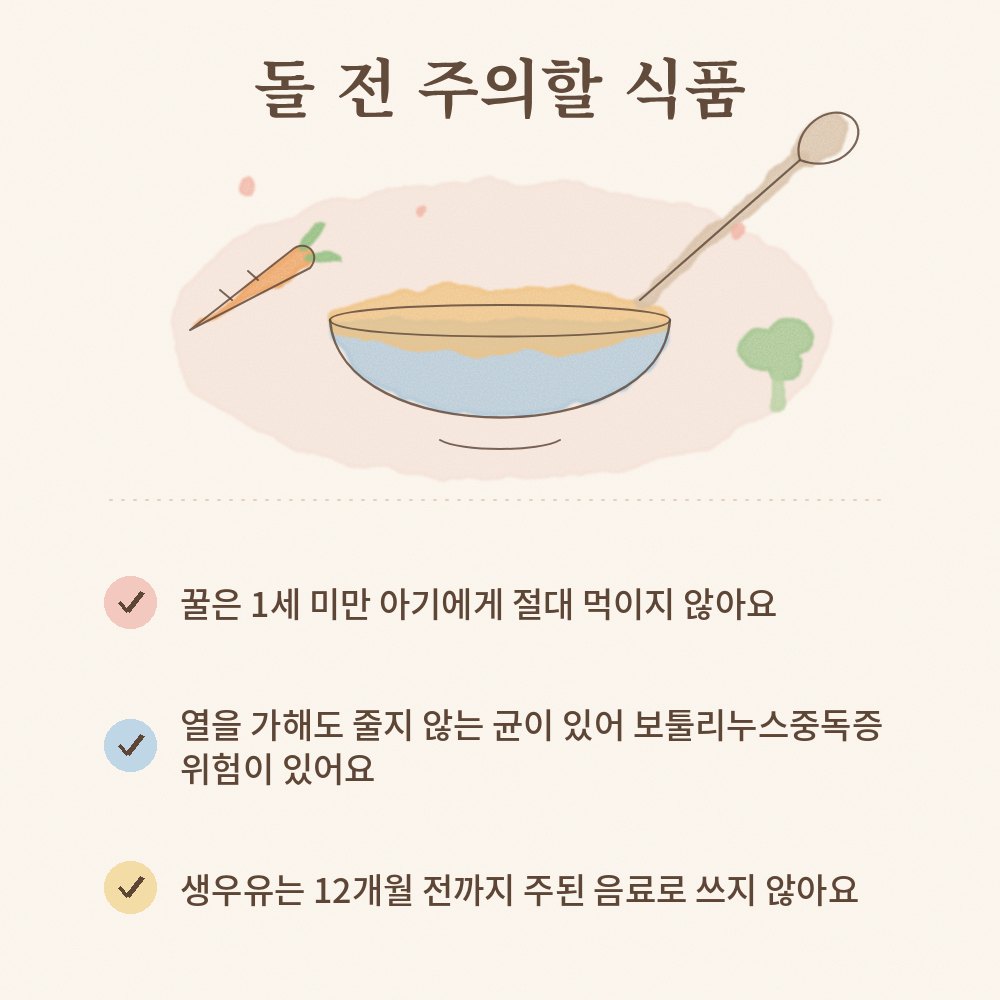 돌 전 주의할 식품
꿀은 1세 미만 아기에게 절대 먹이지 않아요
열을 가해도 줄지 않는 균이 있어 보툴리누스중독증
위험이 있어요
생우유는 12개월 전까지 주된 음료로 쓰지 않아요